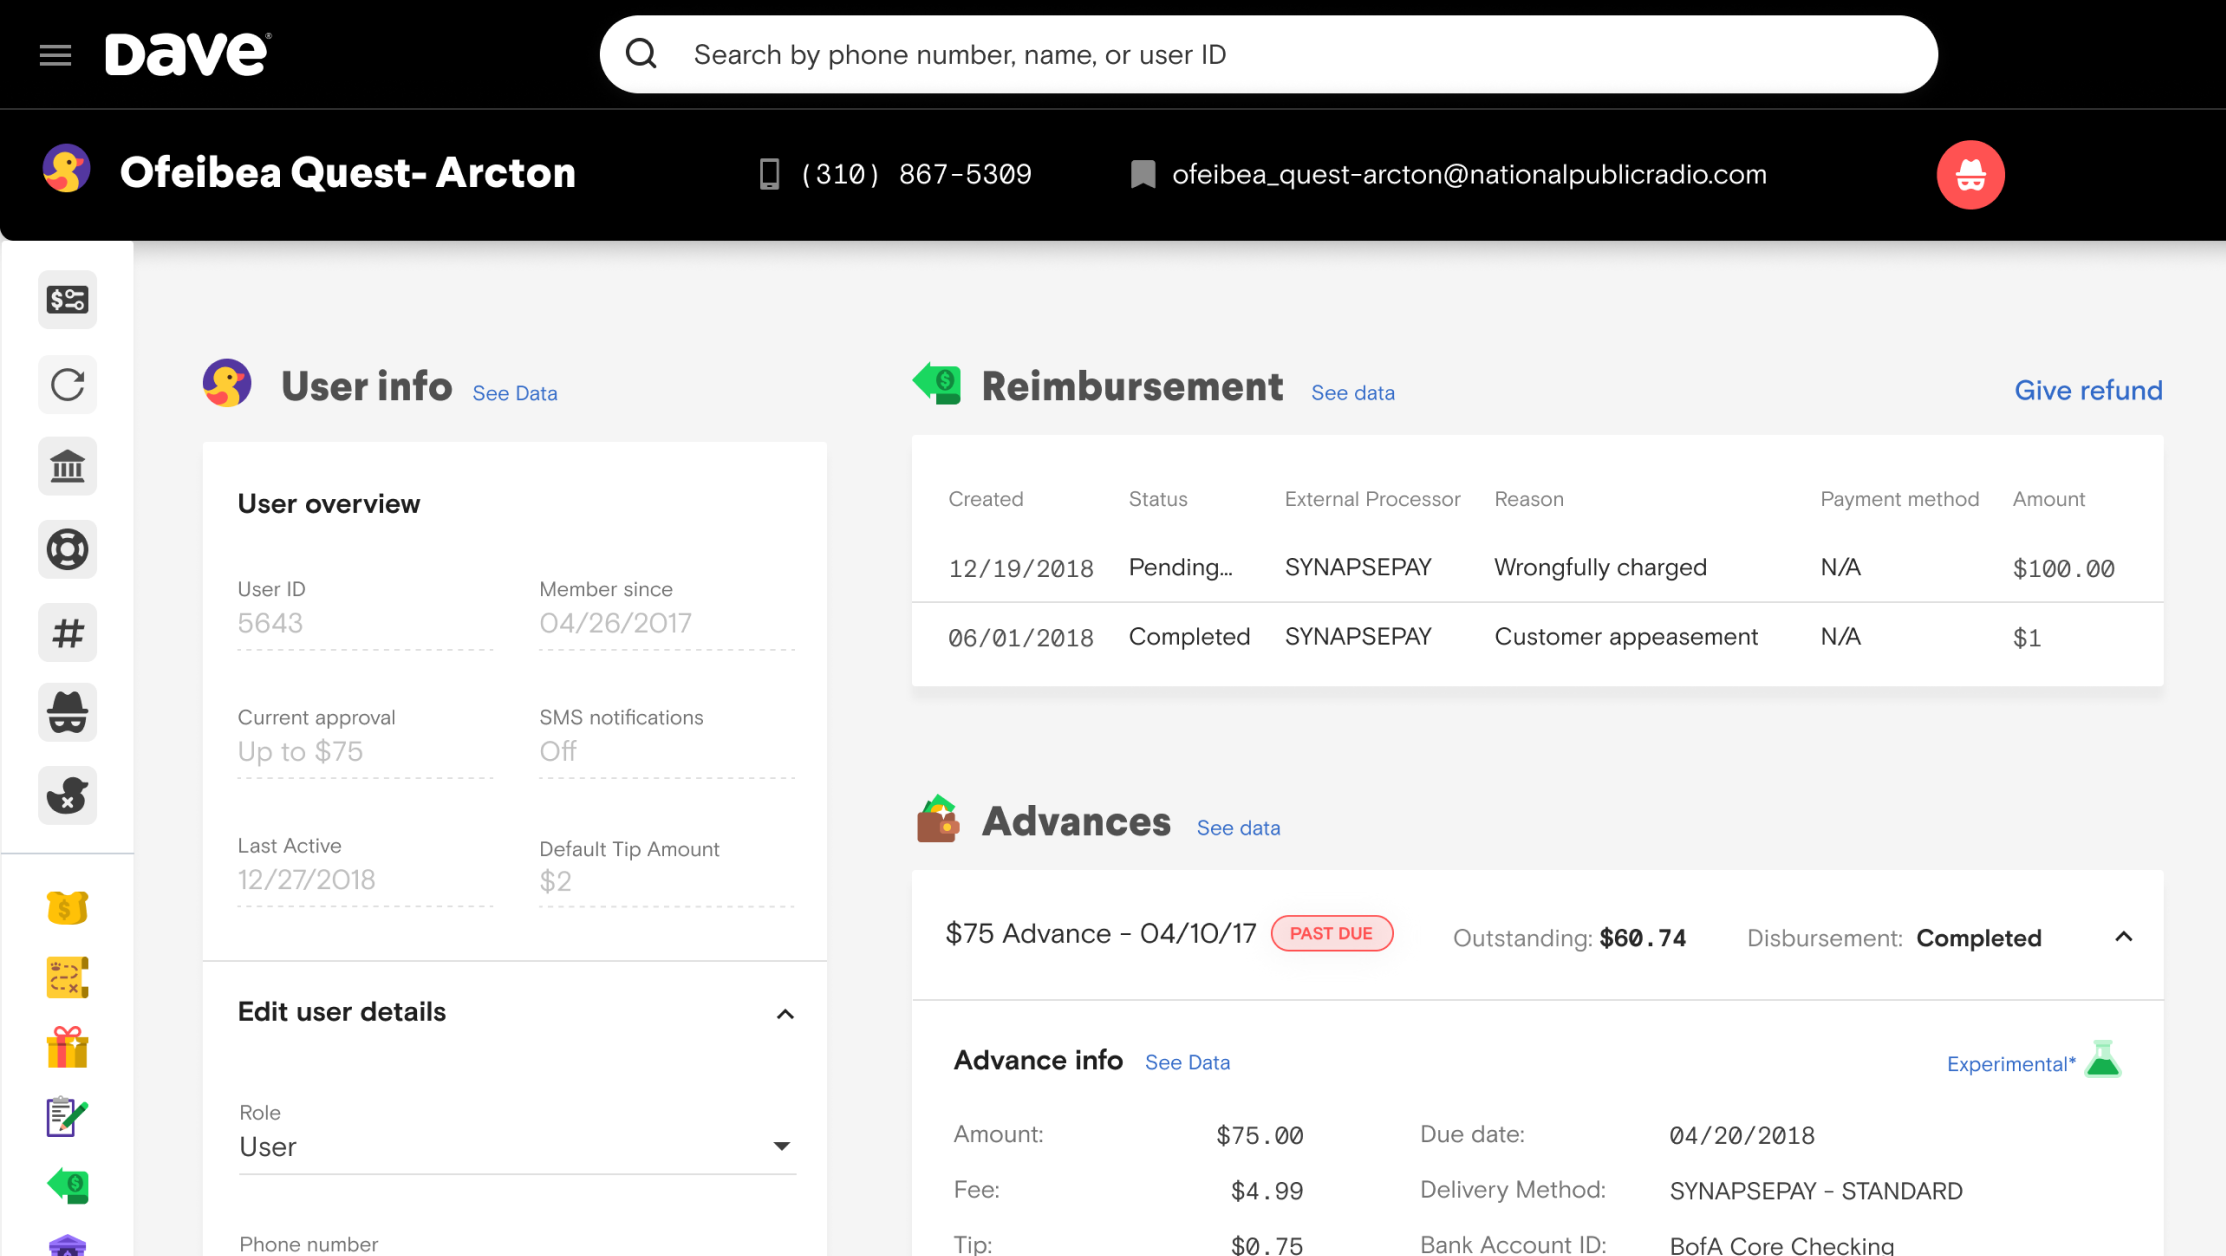 Dave
Search by phone number, name, or user ID
Ofeibea Quest- Arcton
(310) 867-5309
ofeibea_quest-arcton@nationalpublicradio.com
User info See Data
User overview
User ID
5643
Member since
04/26/2017
Current approval
Up to $75
SMS notifications
Off
Last Active
12/27/2018
Default Tip Amount
$2
Edit user details
Role
User
Phone number
Reimbursement See data
Give refund
Created Status External Processor Reason Payment method Amount
12/19/2018 Pending... SYNAPSEPAY Wrongfully charged N/A $100.00
06/01/2018 Completed SYNAPSEPAY Customer appeasement N/A $1
Advances See data
$75 Advance - 04/10/17 PAST DUE Outstanding: $60.74 Disbursement: Completed
Advance info See Data Experimental*
Amount: $75.00 Due date: 04/20/2018
Fee: $4.99 Delivery Method: SYNAPSEPAY - STANDARD
Tip: $0.75 Bank Account ID: BofA Core Checking